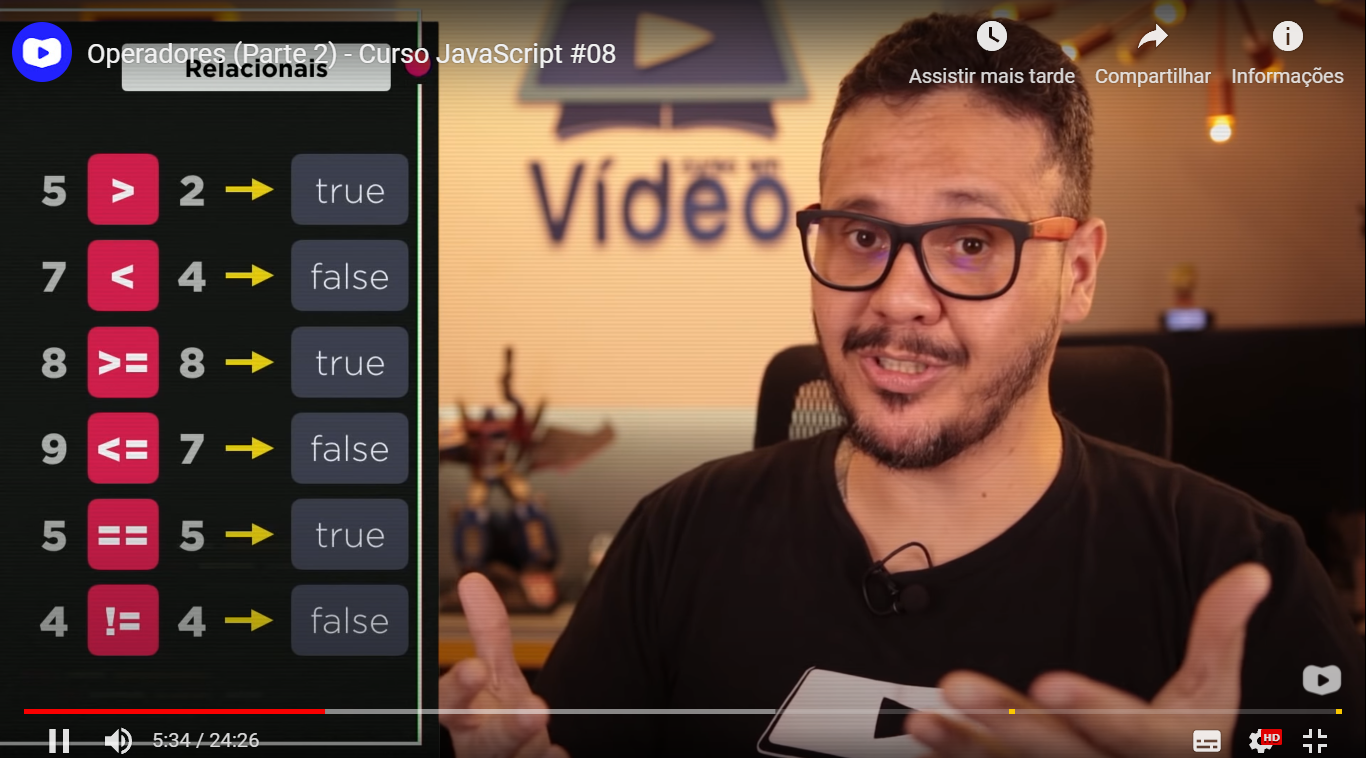 Operadores (Parte 2) - Curso JavaScript #08
Assistir mais tarde
Compartilhar
Informações
Relacionais
5 > 2 true
7 < 4 false
8 >= 8 true
9 <= 7 false
5 == 5 true
4 != 4 false
Vídeo
5:34 / 24:26
HD